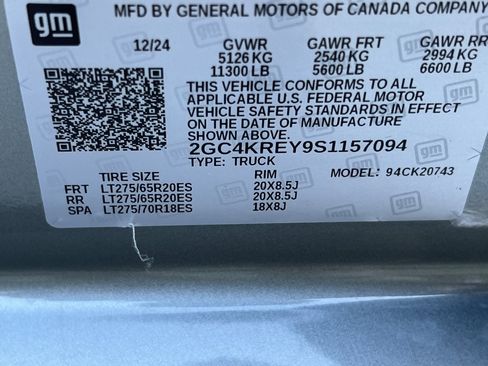 MFD BY GENERAL MOTORS OF CANADA COMPANY
gm
12/24 GVWR GAWR FRT GAWR RR
5126 KG 2540 KG 2994 KG
11300 LB 5600 LB 6600 LB
THIS VEHICLE CONFORMS TO ALL
APPLICABLE U.S. FEDERAL MOTOR
VEHICLE SAFETY STANDARDS IN EFFECT
ON THE DATE OF MANUFACTURE
SHOWN ABOVE.
2GC4KREY9S1157094
TYPE: TRUCK MODEL: 94CK20743
TIRE SIZE RIM
FRT LT275/65R20ES 20X8.5J
RR LT275/65R20ES 20X8.5J
SPA LT275/70R18ES 18X8J